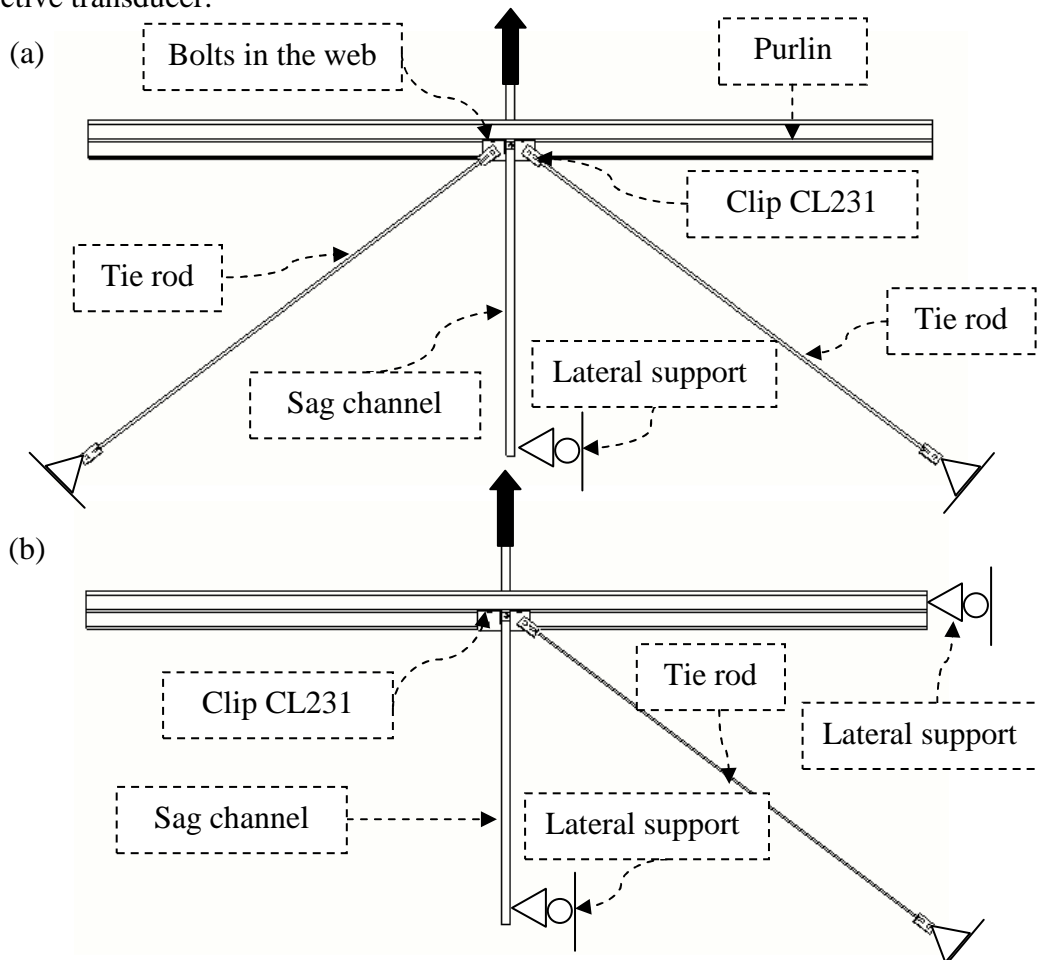 ctive transducer.
(a)
Bolts in the web
Purlin
Clip CL231
Tie rod
Tie rod
Lateral support
Sag channel
(b)
Tie rod
Clip CL231
Lateral support
Sag channel
Lateral support